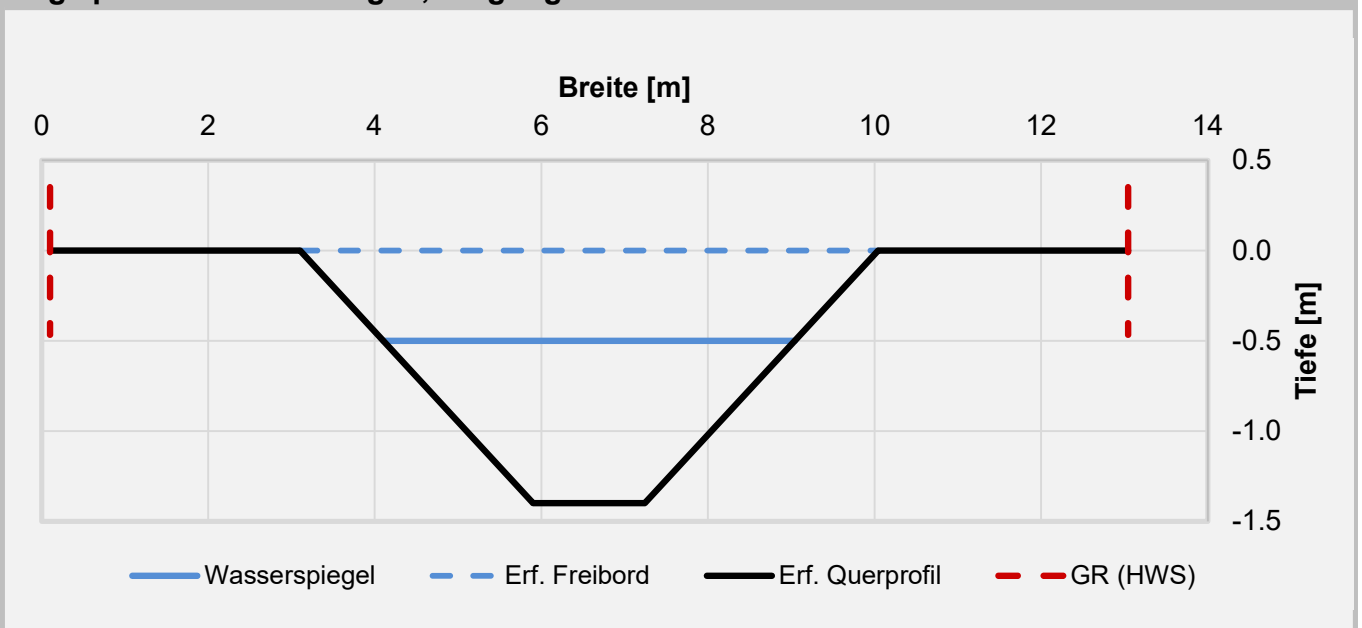 Breite [m]
0 2 4 6 8 10 12 14
0.5
0.0
-0.5
-1.0
-1.5
Tiefe [m]
Wasserspiegel Erf. Freibord Erf. Querprofil GR (HWS)